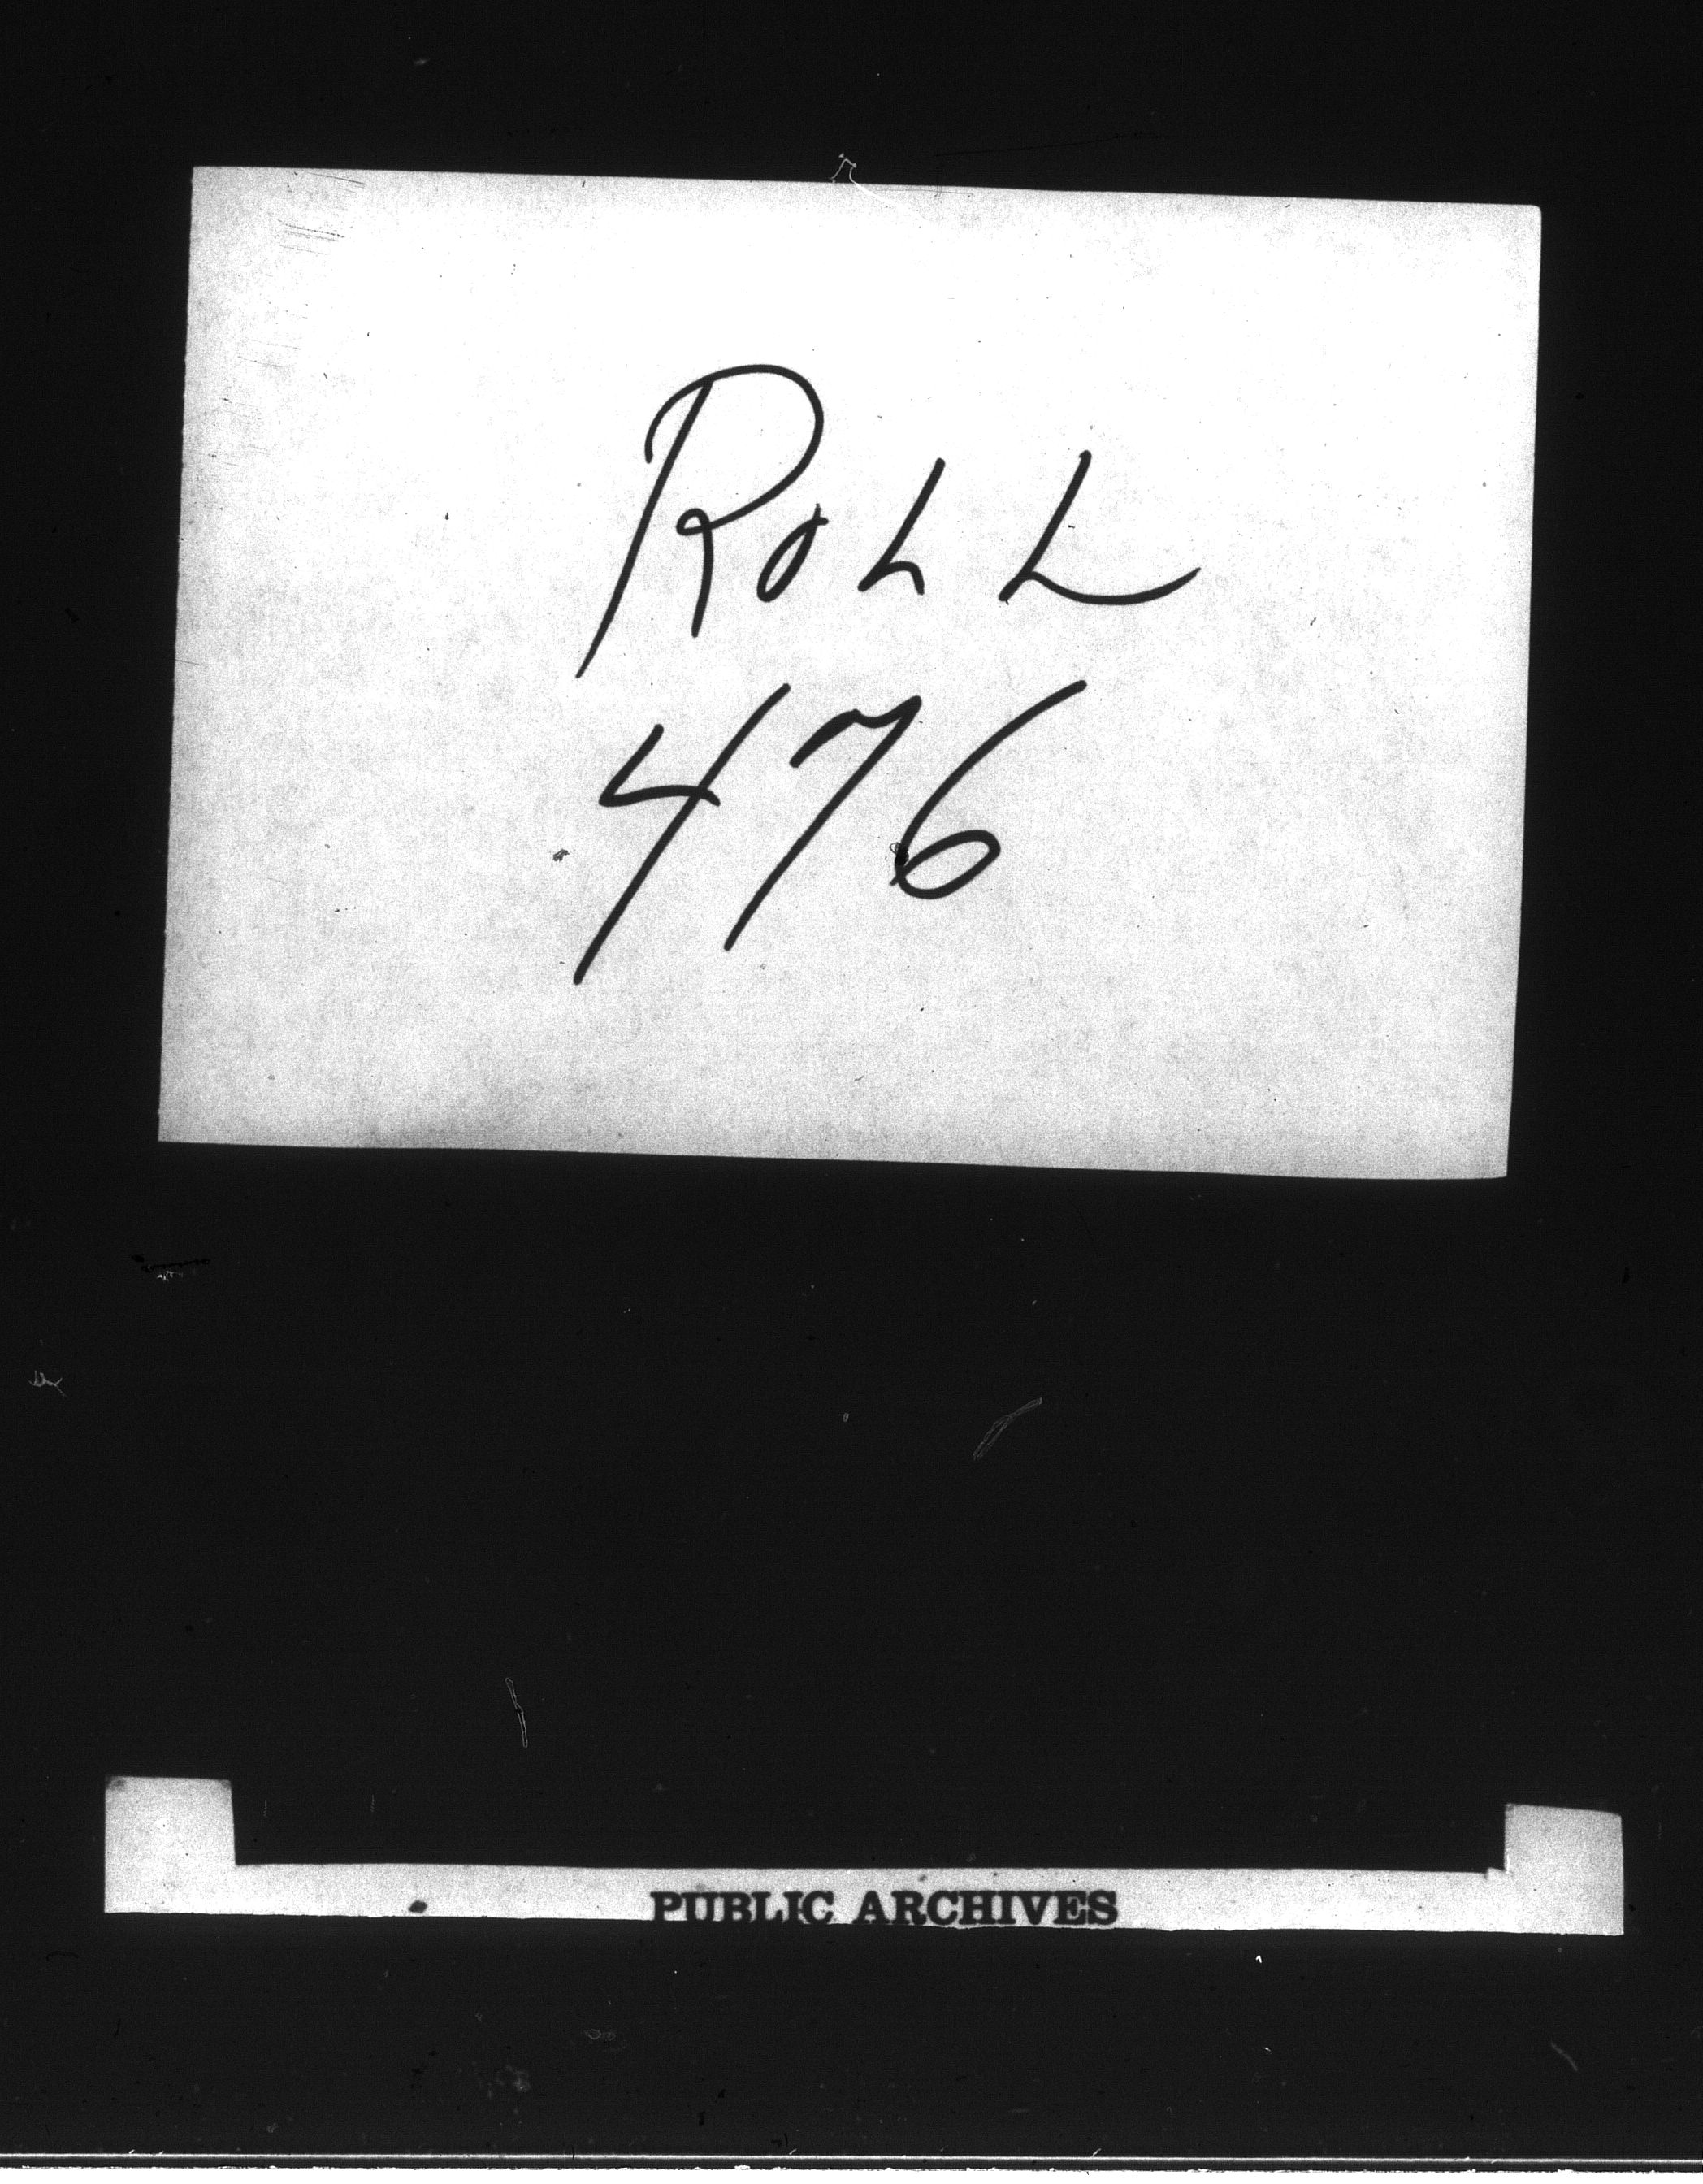 ROLL
476
PUBLIC ARCHIVES